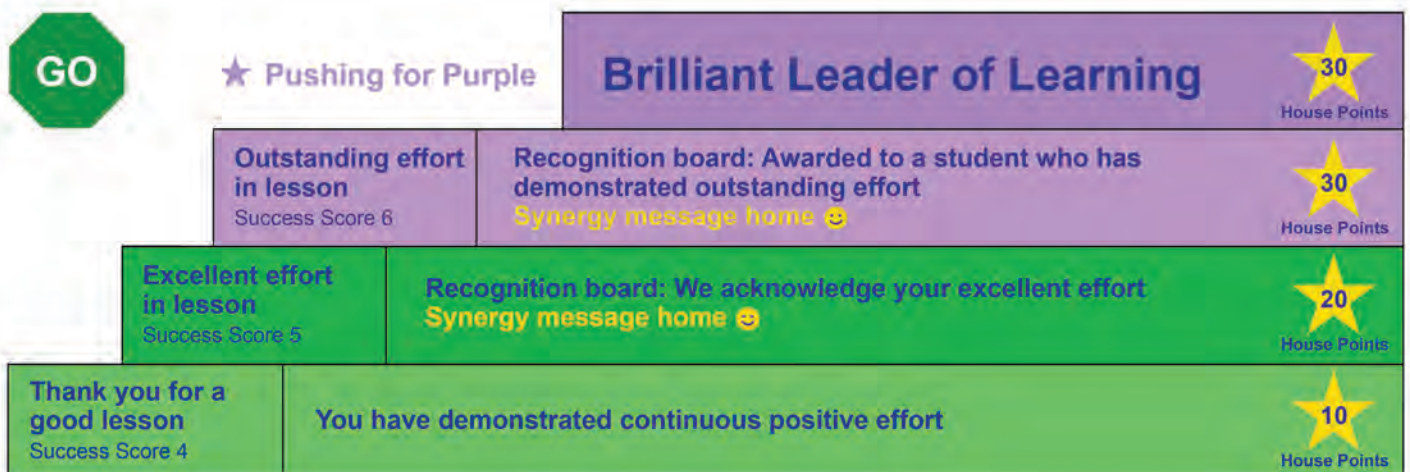 GO
★ Pushing for Purple
Brilliant Leader of Learning
30
House Points
Outstanding effort
in lesson
Success Score 6
Recognition board: Awarded to a student who has
demonstrated outstanding effort
Synergy message home 😊
30
House Points
Excellent effort
in lesson
Success Score 5
Recognition board: We acknowledge your excellent effort
Synergy message home 😊
20
House Points
Thank you for a
good lesson
Success Score 4
You have demonstrated continuous positive effort
10
House Points